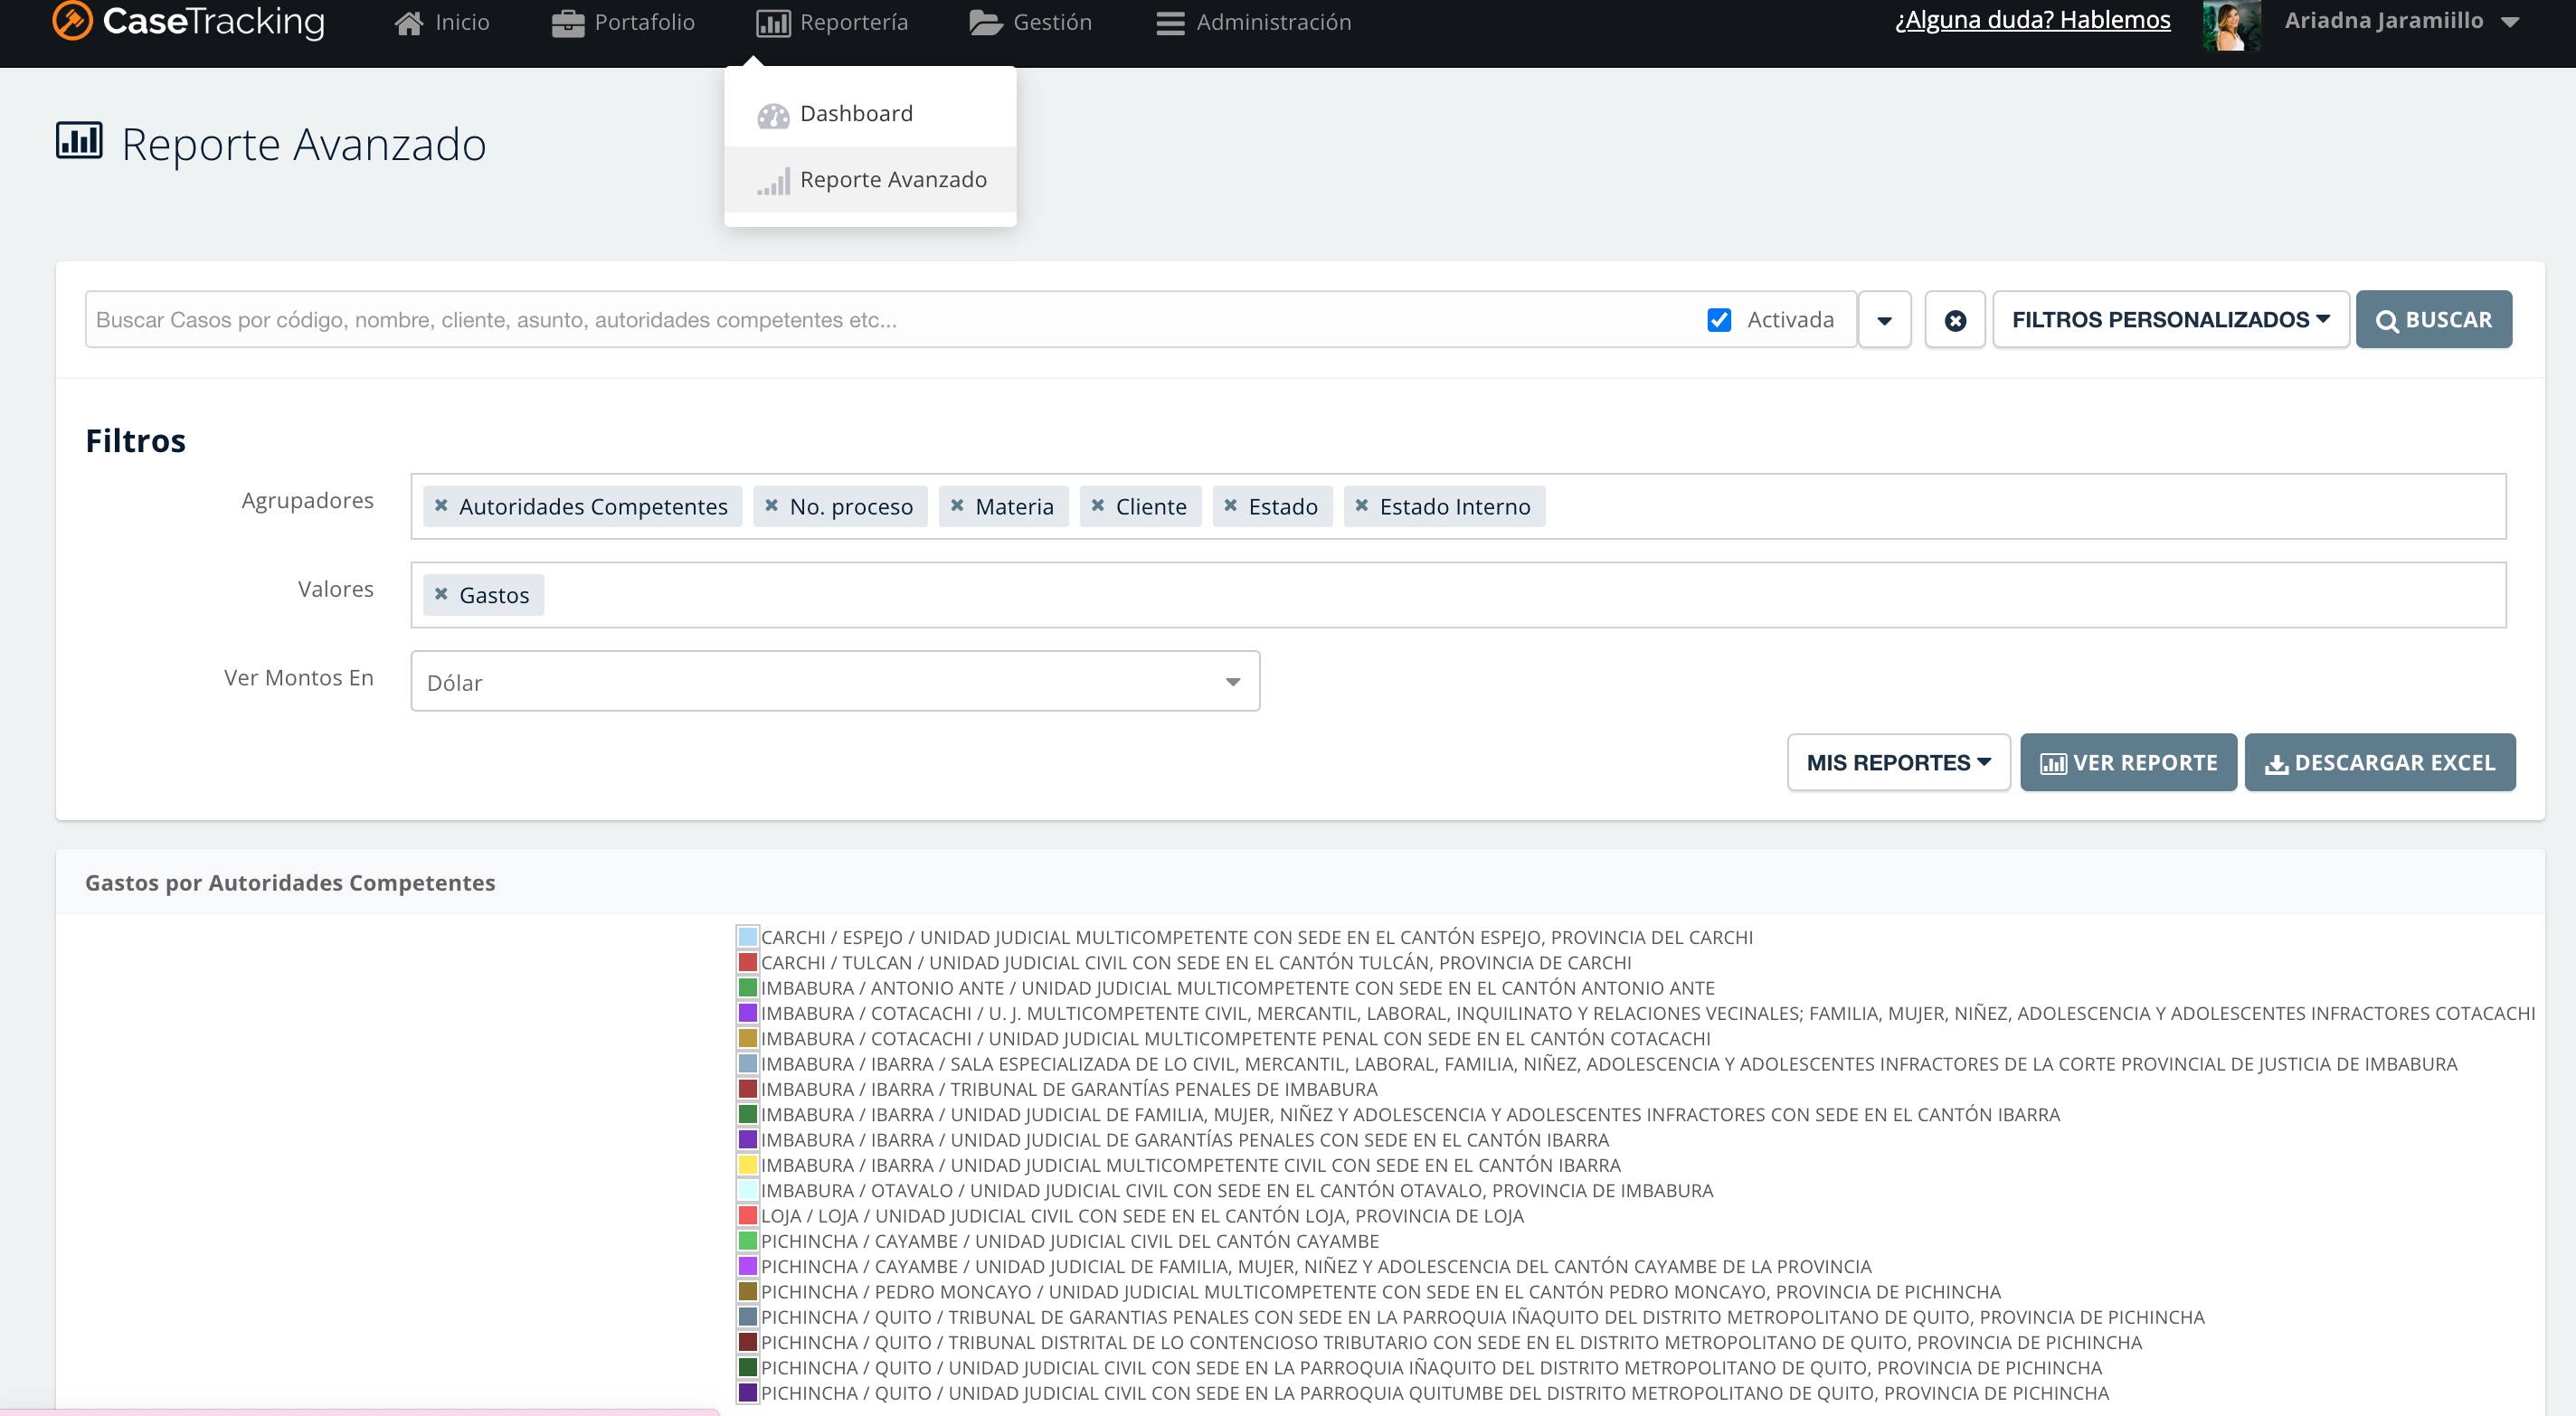 CaseTracking
Inicio
Portafolio
Reportería
Gestión
Administración
¿Alguna duda? Hablemos
Ariadna Jaramiillo
Dashboard
Reporte Avanzado
Reporte Avanzado
Buscar Casos por código, nombre, cliente, asunto, autoridades competentes etc...
Activada
FILTROS PERSONALIZADOS
BUSCAR
Filtros
Agrupadores
× Autoridades Competentes × No. proceso × Materia × Cliente × Estado × Estado Interno
Valores
× Gastos
Ver Montos En
Dólar
MIS REPORTES
VER REPORTE
DESCARGAR EXCEL
Gastos por Autoridades Competentes
CARCHI / ESPEJO / UNIDAD JUDICIAL MULTICOMPETENTE CON SEDE EN EL CANTÓN ESPEJO, PROVINCIA DEL CARCHI
CARCHI / TULCAN / UNIDAD JUDICIAL CIVIL CON SEDE EN EL CANTÓN TULCÁN, PROVINCIA DE CARCHI
IMBABURA / ANTONIO ANTE / UNIDAD JUDICIAL MULTICOMPETENTE CON SEDE EN EL CANTÓN ANTONIO ANTE
IMBABURA / COTACACHI / U. J. MULTICOMPETENTE CIVIL, MERCANTIL, LABORAL, INQUILINATO Y RELACIONES VECINALES; FAMILIA, MUJER, NIÑEZ, ADOLESCENCIA Y ADOLESCENTES INFRACTORES COTACACHI
IMBABURA / COTACACHI / UNIDAD JUDICIAL MULTICOMPETENTE PENAL CON SEDE EN EL CANTÓN COTACACHI
IMBABURA / IBARRA / SALA ESPECIALIZADA DE LO CIVIL, MERCANTIL, LABORAL, FAMILIA, NIÑEZ, ADOLESCENCIA Y ADOLESCENTES INFRACTORES DE LA CORTE PROVINCIAL DE JUSTICIA DE IMBABURA
IMBABURA / IBARRA / TRIBUNAL DE GARANTÍAS PENALES DE IMBABURA
IMBABURA / IBARRA / UNIDAD JUDICIAL DE FAMILIA, MUJER, NIÑEZ Y ADOLESCENCIA Y ADOLESCENTES INFRACTORES CON SEDE EN EL CANTÓN IBARRA
IMBABURA / IBARRA / UNIDAD JUDICIAL DE GARANTÍAS PENALES CON SEDE EN EL CANTÓN IBARRA
IMBABURA / IBARRA / UNIDAD JUDICIAL MULTICOMPETENTE CIVIL CON SEDE EN EL CANTÓN IBARRA
IMBABURA / OTAVALO / UNIDAD JUDICIAL CIVIL CON SEDE EN EL CANTÓN OTAVALO, PROVINCIA DE IMBABURA
LOJA / LOJA / UNIDAD JUDICIAL CIVIL CON SEDE EN EL CANTÓN LOJA, PROVINCIA DE LOJA
PICHINCHA / CAYAMBE / UNIDAD JUDICIAL CIVIL DEL CANTÓN CAYAMBE
PICHINCHA / CAYAMBE / UNIDAD JUDICIAL DE FAMILIA, MUJER, NIÑEZ Y ADOLESCENCIA DEL CANTÓN CAYAMBE DE LA PROVINCIA
PICHINCHA / PEDRO MONCAYO / UNIDAD JUDICIAL MULTICOMPETENTE CON SEDE EN EL CANTÓN PEDRO MONCAYO, PROVINCIA DE PICHINCHA
PICHINCHA / QUITO / TRIBUNAL DE GARANTIAS PENALES CON SEDE EN LA PARROQUIA IÑAQUITO DEL DISTRITO METROPOLITANO DE QUITO, PROVINCIA DE PICHINCHA
PICHINCHA / QUITO / TRIBUNAL DISTRITAL DE LO CONTENCIOSO TRIBUTARIO CON SEDE EN EL DISTRITO METROPOLITANO DE QUITO, PROVINCIA DE PICHINCHA
PICHINCHA / QUITO / UNIDAD JUDICIAL CIVIL CON SEDE EN LA PARROQUIA IÑAQUITO DEL DISTRITO METROPOLITANO DE QUITO, PROVINCIA DE PICHINCHA
PICHINCHA / QUITO / UNIDAD JUDICIAL CIVIL CON SEDE EN LA PARROQUIA QUITUMBE DEL DISTRITO METROPOLITANO DE QUITO, PROVINCIA DE PICHINCHA